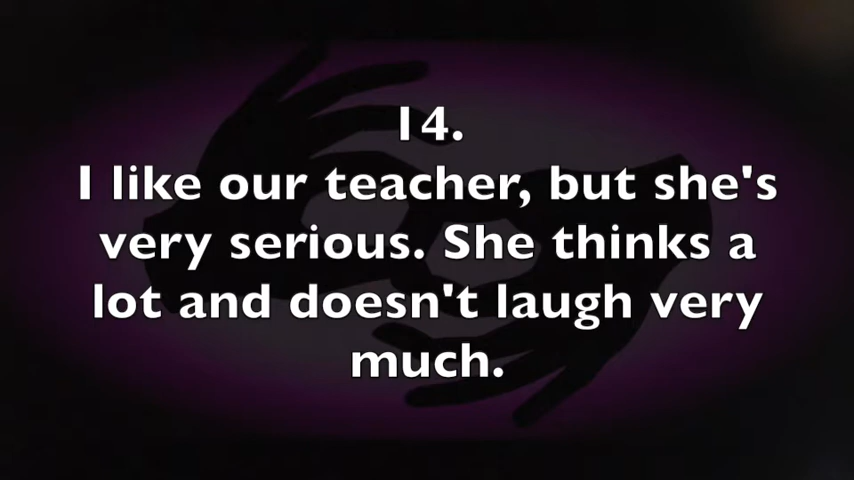 14.
I like our teacher, but she's
very serious. She thinks a
lot and doesn't laugh very
much.